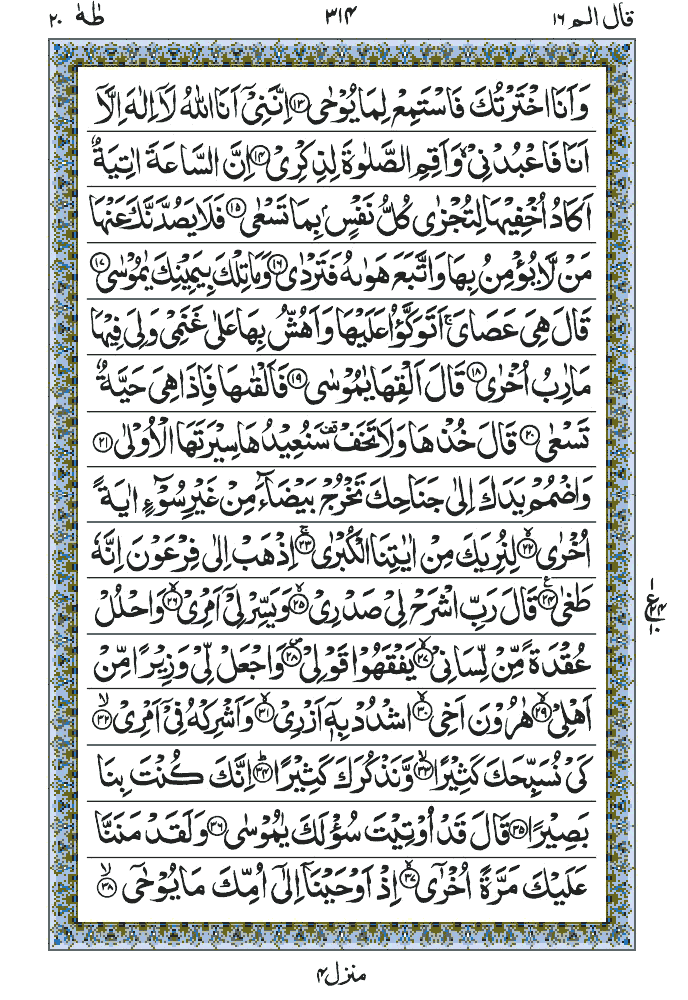 قال الم ١٦ ٣١٤ طٰهٰ ٢٠
وَاَنَا اخْتَرْتُكَ فَاسْتَمِعْ لِمَا يُوْحٰى ١٣ اِنَّنِىْٓ اَنَا اللّٰهُ لَاۤ اِلٰهَ اِلَّاۤ
اَنَا فَاعْبُدْنِىْ ۙ وَاَقِمِ الصَّلٰوةَ لِذِكْرِىْ ١٤ اِنَّ السَّاعَةَ اٰتِيَةٌ
اَكَادُ اُخْفِيْهَا لِتُجْزٰى كُلُّ نَفْسٍۭ بِمَا تَسْعٰى ١٥ فَلَا يَصُدَّنَّكَ عَنْهَا
مَنْ لَّا يُؤْمِنُ بِهَا وَاتَّبَعَ هَوٰىهُ فَتَرْدٰى ١٦ وَمَا تِلْكَ بِيَمِيْنِكَ يٰمُوْسٰى ١٧
قَالَ هِىَ عَصَاىَ ۚ اَتَوَكَّؤُا عَلَيْهَا وَاَهُشُّ بِهَا عَلٰى غَنَمِىْ وَلِىَ فِيْهَا
مَاٰرِبُ اُخْرٰى ١٨ قَالَ اَلْقِهَا يٰمُوْسٰى ١٩ فَاَلْقٰىهَا فَاِذَا هِىَ حَيَّةٌ
تَسْعٰى ٢٠ قَالَ خُذْهَا وَلَا تَخَفْ ۥقف سَنُعِيْدُهَا سِيْرَتَهَا الْاُوْلٰى ٢١
وَاضْمُمْ يَدَكَ اِلٰى جَنَاحِكَ تَخْرُجْ بَيْضَآءَ مِنْ غَيْرِ سُوْٓءٍ اٰيَةً
اُخْرٰى ۙ ٢٢ لِنُرِيَكَ مِنْ اٰيٰتِنَا الْكُبْرٰى ۚ ٢٣ اِذْهَبْ اِلٰى فِرْعَوْنَ اِنَّهٗ
طَغٰى ٢٤ ع قَالَ رَبِّ اشْرَحْ لِىْ صَدْرِىْ ۙ ٢٥ وَيَسِّرْ لِىْٓ اَمْرِىْ ۙ ٢٦ وَاحْلُلْ
عُقْدَةً مِّنْ لِّسَانِىْ ۙ ٢٧ يَفْقَهُوْا قَوْلِىْ ۖ ٢٨ وَاجْعَلْ لِّىْ وَزِيْرًا مِّنْ
اَهْلِىْ ۙ ٢٩ هٰرُوْنَ اَخِى ۙ ٣٠ اشْدُدْ بِهٖٓ اَزْرِىْ ۙ ٣١ وَاَشْرِكْهُ فِىْٓ اَمْرِىْ ۙ ٣٢
كَىْ نُسَبِّحَكَ كَثِيْرًا ۙ ٣٣ وَّنَذْكُرَكَ كَثِيْرًا ۗ ٣٤ اِنَّكَ كُنْتَ بِنَا
بَصِيْرًا ٣٥ قَالَ قَدْ اُوْتِيْتَ سُؤْلَكَ يٰمُوْسٰى ٣٦ وَلَقَدْ مَنَنَّا
عَلَيْكَ مَرَّةً اُخْرٰٓى ۙ ٣٧ اِذْ اَوْحَيْنَاۤ اِلٰٓى اُمِّكَ مَا يُوْحٰٓى ۙ ٣٨
منزل ٤